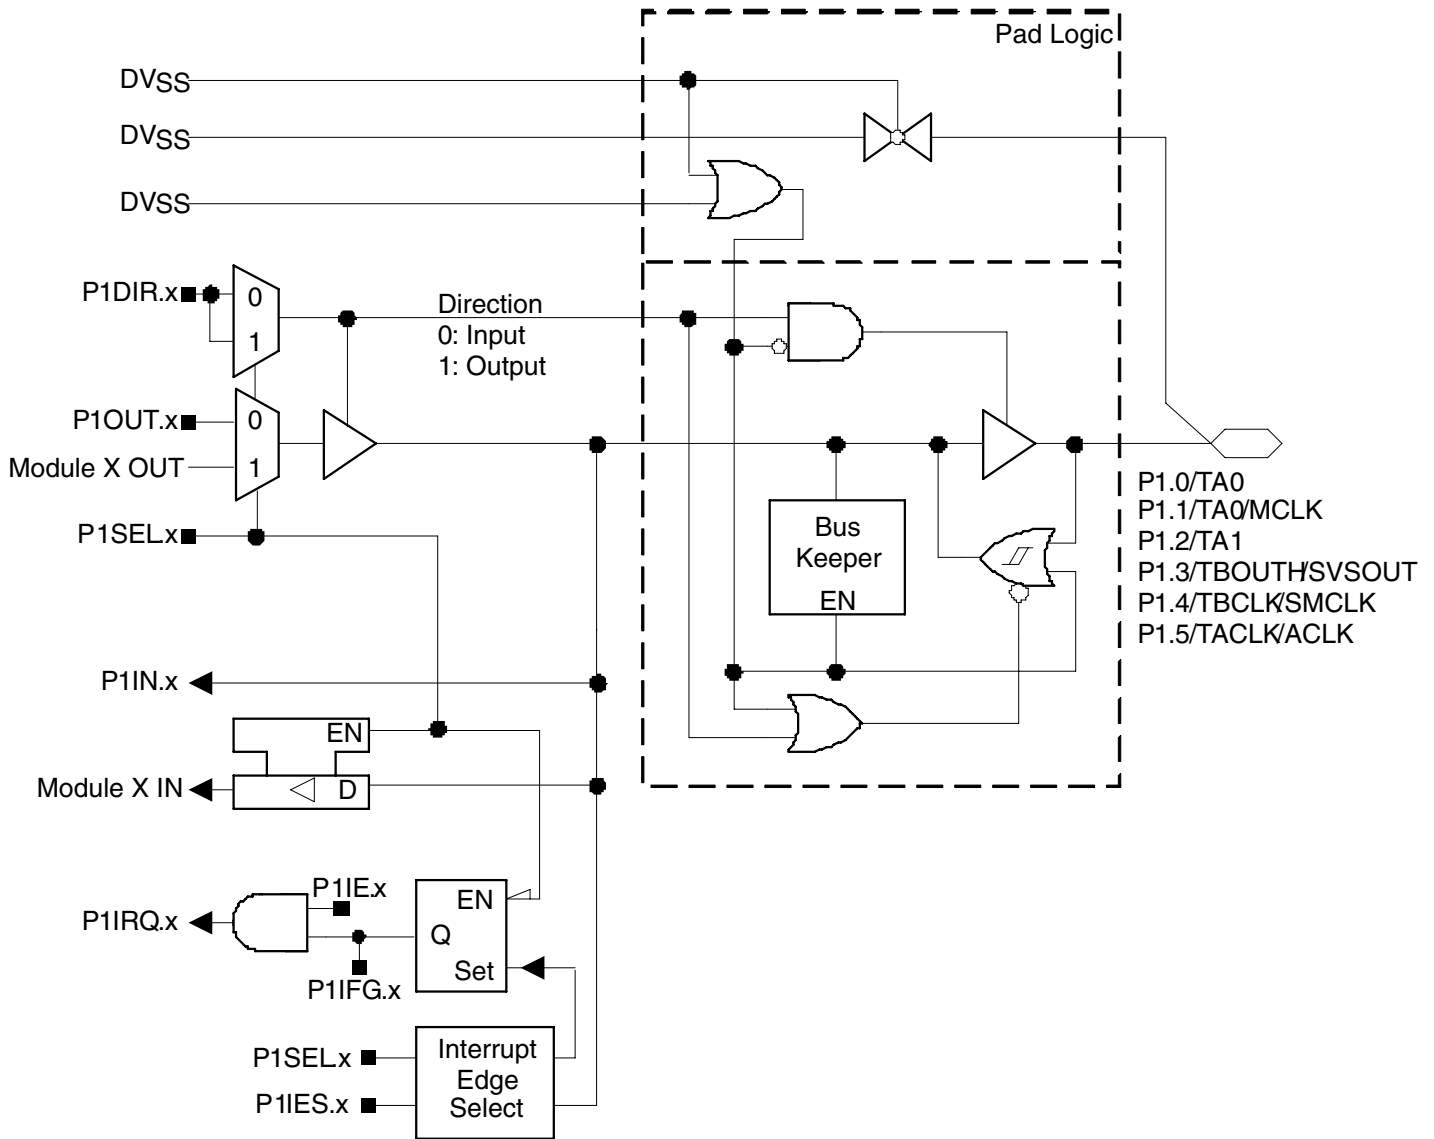 Pad Logic
DVSS
DVSS
DVSS
P1DIR.x
0
1
Direction
0: Input
1: Output
P1OUT.x
0
Module X OUT
1
P1SEL.x
P1.0/TA0
P1.1/TA0/MCLK
P1.2/TA1
P1.3/TBOUTH/SVSOUT
P1.4/TBCLK/SMCLK
P1.5/TACLK/ACLK
Bus
Keeper
EN
P1IN.x
EN
Module X IN
D
P1IE.x
P1IRQ.x
EN
Q
Set
P1IFG.x
P1SEL.x
P1IES.x
Interrupt
Edge
Select